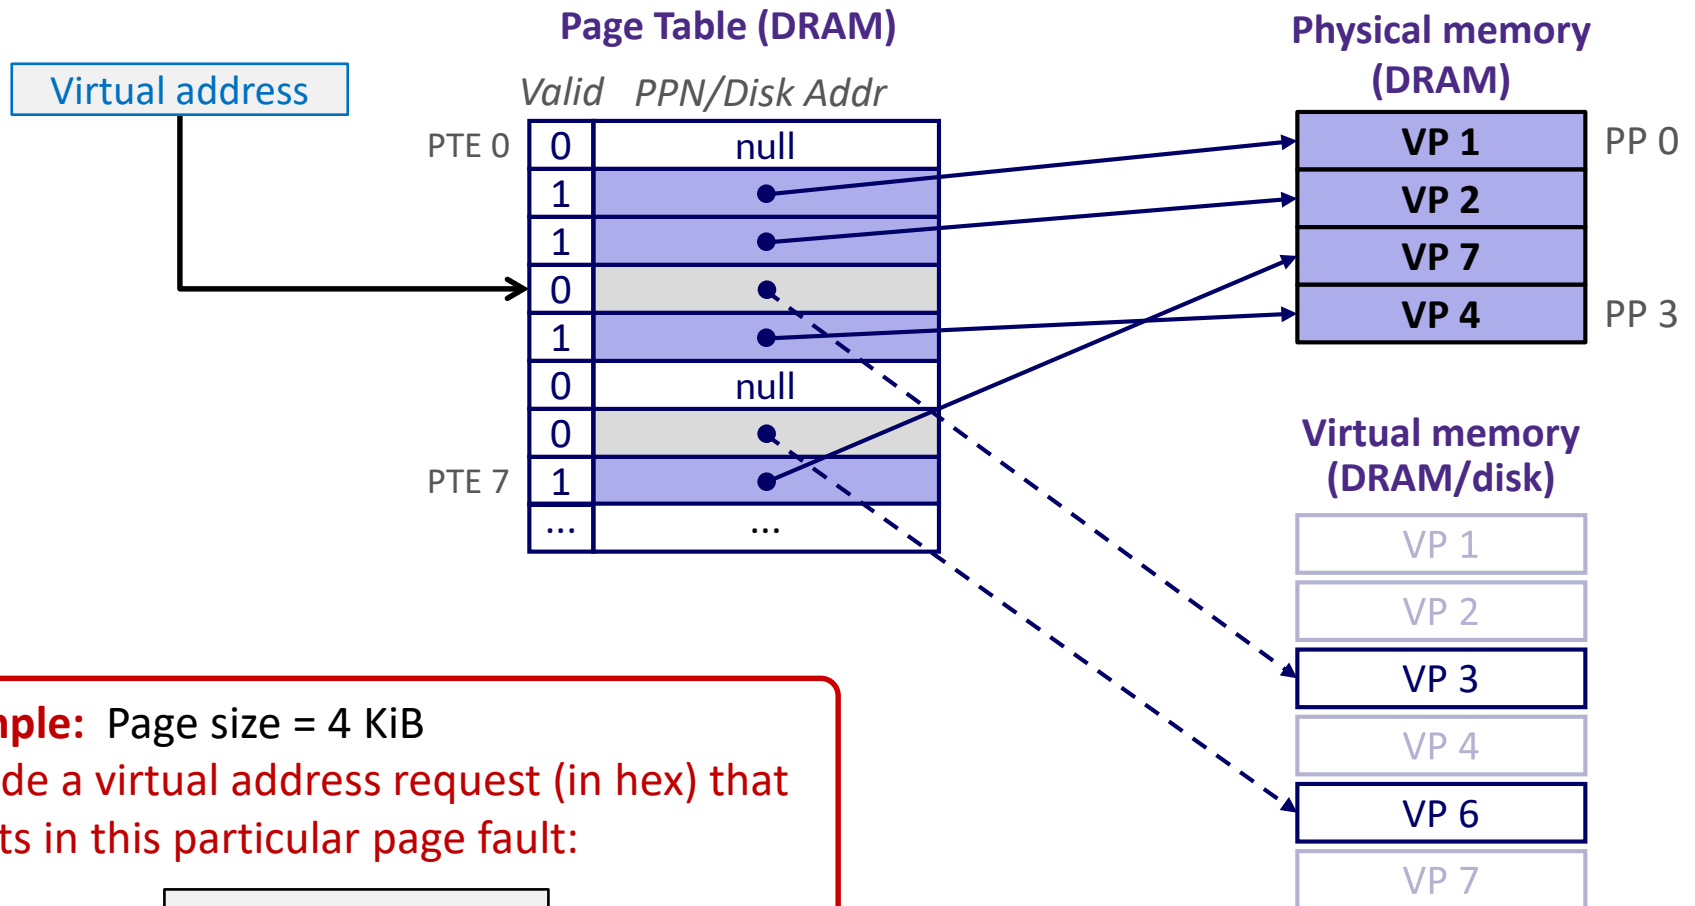 Page Table (DRAM)
Physical memory
(DRAM)
Virtual address
Valid PPN/Disk Addr
PTE 0 0 null
1
1
0
1
0 null
0
PTE 7 1
... ...
VP 1 PP 0
VP 2
VP 7
VP 4 PP 3
Virtual memory
(DRAM/disk)
VP 1
VP 2
VP 3
VP 4
VP 6
VP 7
Page size = 4 KiB
a virtual address request (in hex) that
in this particular page fault: